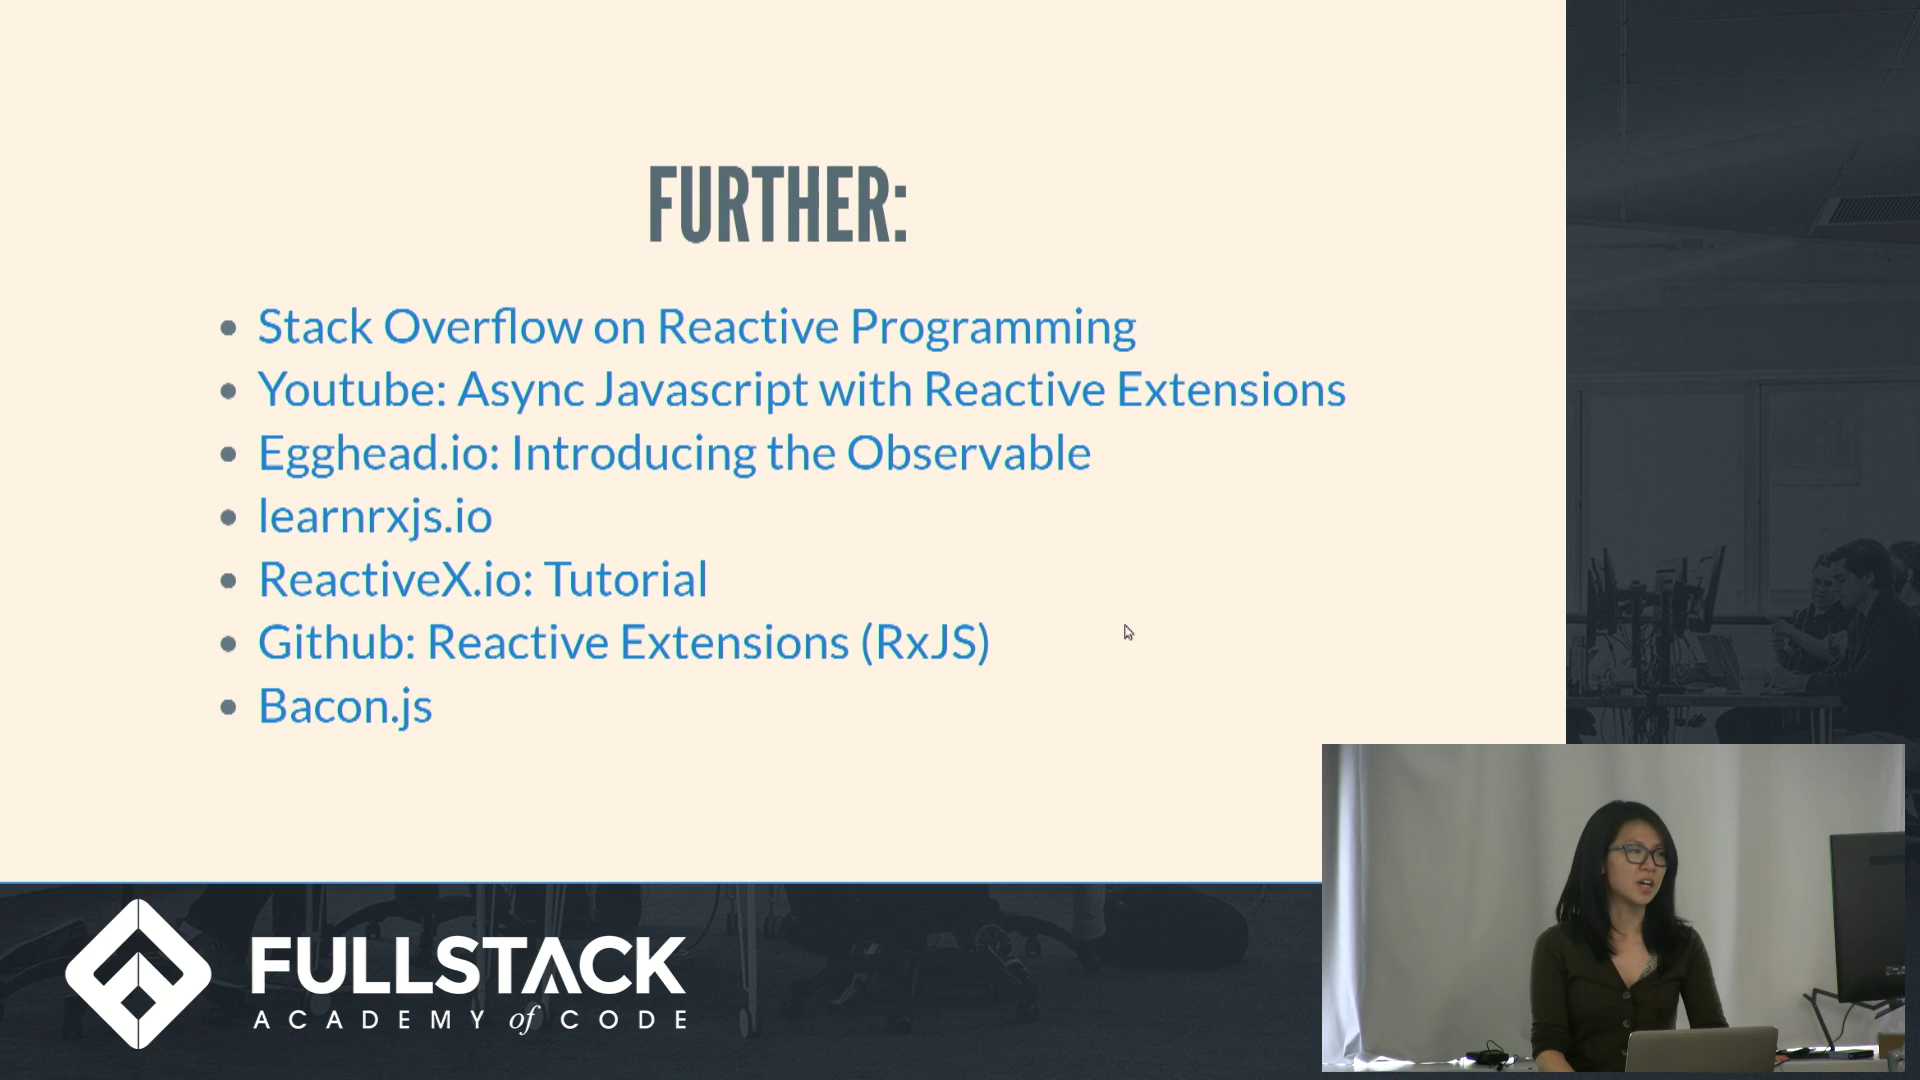 FURTHER:
Stack Overflow on Reactive Programming
Youtube: Async Javascript with Reactive Extensions
Egghead.io: Introducing the Observable
learnrxjs.io
ReactiveX.io: Tutorial
Github: Reactive Extensions (RxJS)
Bacon.js
FULLSTACK
ACADEMY of CODE